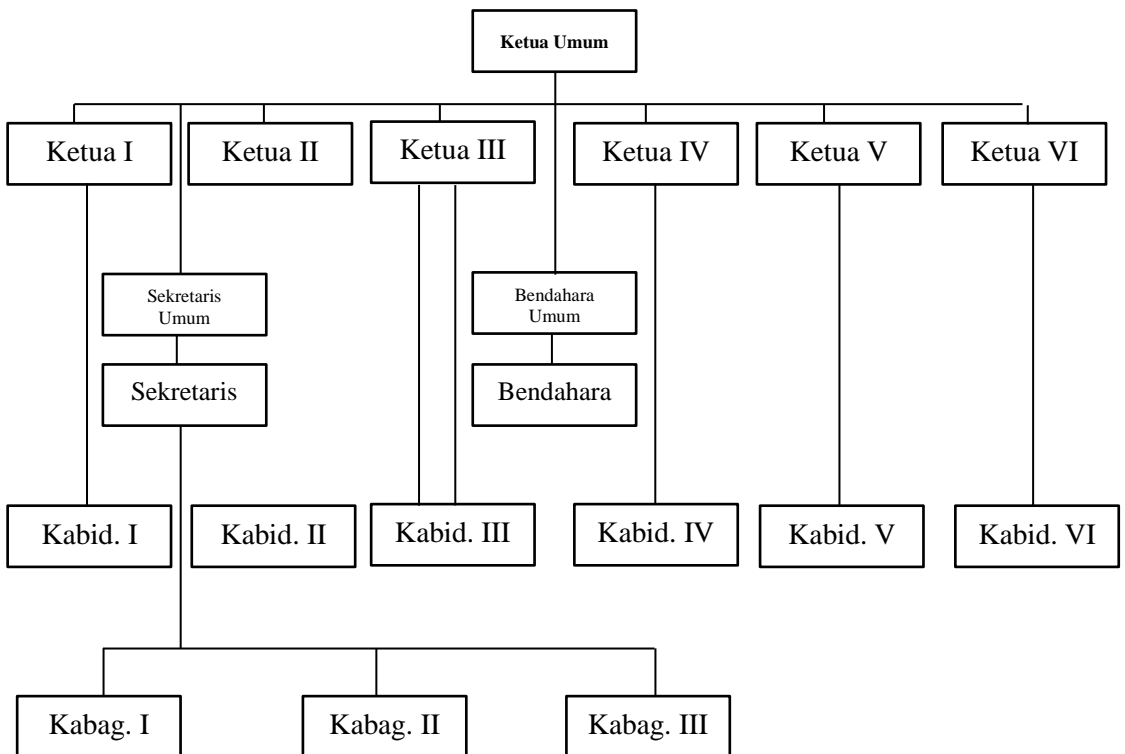 Ketua Umum
Ketua I
Ketua II
Ketua III
Ketua IV
Ketua V
Ketua VI
Sekretaris
Umum
Bendahara
Umum
Sekretaris
Bendahara
Kabid. I
Kabid. II
Kabid. III
Kabid. IV
Kabid. V
Kabid. VI
Kabag. I
Kabag. II
Kabag. III